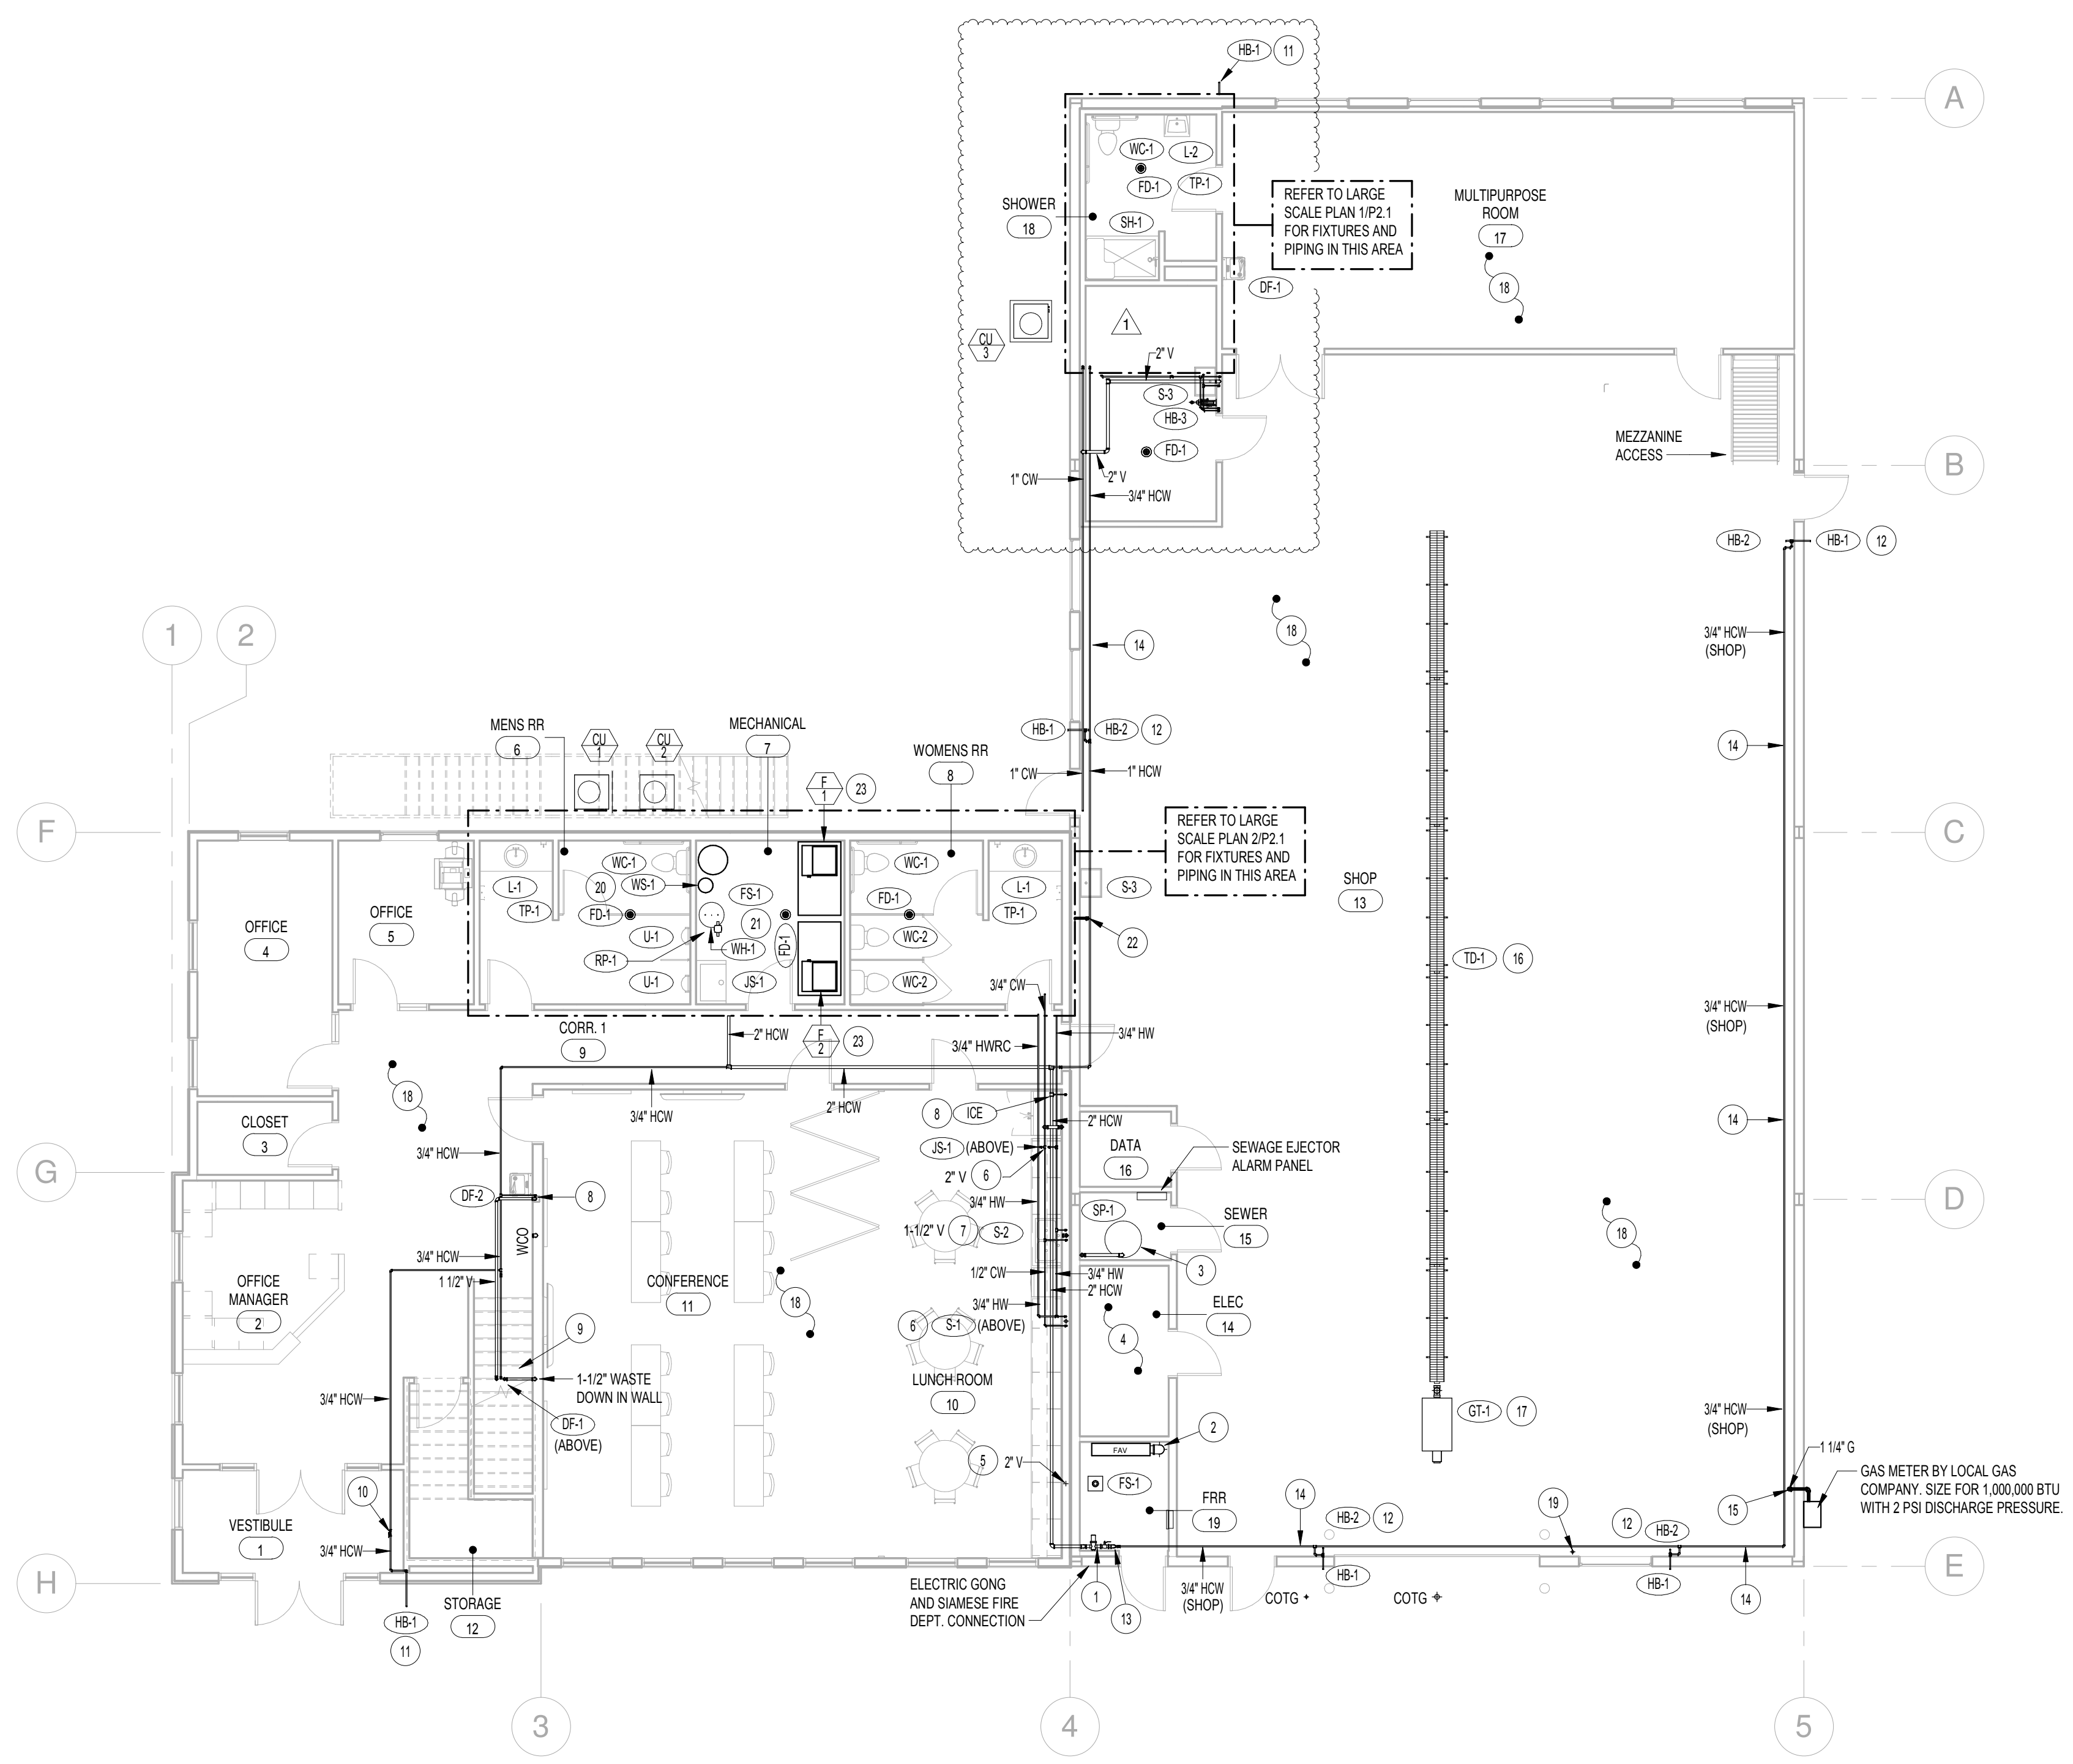 HB-1 11
A
WC-1 L-2
FD-1 TP-1
SHOWER
18
SH-1
REFER TO LARGE
SCALE PLAN 1/P2.1
FOR FIXTURES AND
PIPING IN THIS AREA
MULTIPURPOSE
ROOM
17
18
DF-1
1
CU
3
2" V
S-3
HB-3
FD-1
2" V
1" CW
3/4" HCW
MEZZANINE
ACCESS
B
HB-2 HB-1 12
1 2
18
3/4" HCW
(SHOP)
14
HB-1 HB-2 12
14
1" CW 1" HCW
MENS RR
6
CU
1
CU
2
MECHANICAL
7
WOMENS RR
8
F
1
23
REFER TO LARGE
SCALE PLAN 2/P2.1
FOR FIXTURES AND
PIPING IN THIS AREA
F
C
L-1
TP-1
WC-1
20
WS-1
FD-1
U-1
RP-1
U-1
FS-1
21
WH-1
FD-1
JS-1
WC-1
FD-1
WC-2
WC-2
L-1
TP-1
S-3
22
SHOP
13
OFFICE
4
OFFICE
5
TD-1 16
3/4" CW
3/4" HCW
(SHOP)
CORR. 1
9
2" HCW
F
2
23
3/4" HWRC
3/4" HW
18
3/4" HCW
2" HCW
8 ICE
2" HCW
14
CLOSET
3
3/4" HCW
JS-1 (ABOVE)
2" V 6
DATA
16
SEWAGE EJECTOR
ALARM PANEL
G
D
DF-2
8
WCO
3/4" HW
1-1/2" V 7 S-2
SP-1
SEWER
15
3
18
3/4" HCW
1 1/2" V
OFFICE
MANAGER
2
CONFERENCE
11
18
1/2" CW
3/4" HW
2" HCW
3/4" HW
6 S-1 (ABOVE)
ELEC
14
4
9
1-1/2" WASTE
DOWN IN WALL
DF-1
(ABOVE)
3/4" HCW
LUNCH ROOM
10
GT-1 17
3/4" HCW
(SHOP)
2
FAV
5 2" V
FS-1
FRR
19
1 1/4" G
GAS METER BY LOCAL GAS
COMPANY. SIZE FOR 1,000,000 BTU
WITH 2 PSI DISCHARGE PRESSURE.
15
10
VESTIBULE
1
3/4" HCW
14
HB-2 12
19
12
HB-2
H
E
HB-1
11
STORAGE
12
ELECTRIC GONG
AND SIAMESE FIRE
DEPT. CONNECTION
1
13
3/4" HCW
(SHOP)
HB-1
COTG
COTG
HB-1
14
3 4 5